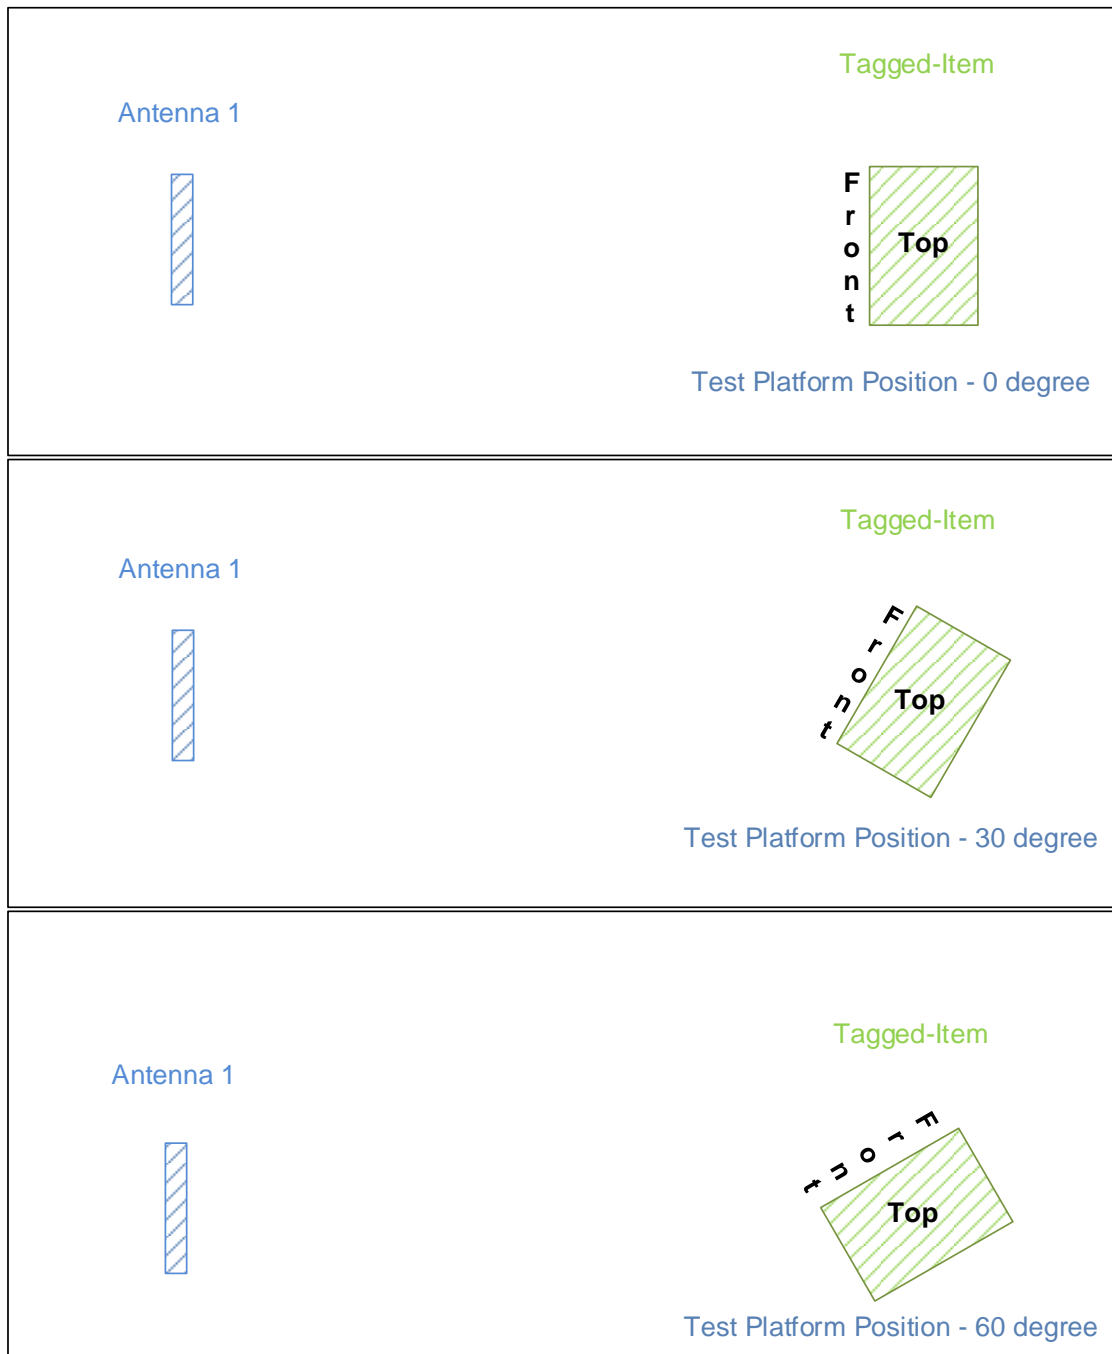 Tagged-Item
Antenna 1
Front
Top
Test Platform Position - 0 degree
Tagged-Item
Antenna 1
Front
Top
Test Platform Position - 30 degree
Tagged-Item
Antenna 1
Front
Top
Test Platform Position - 60 degree